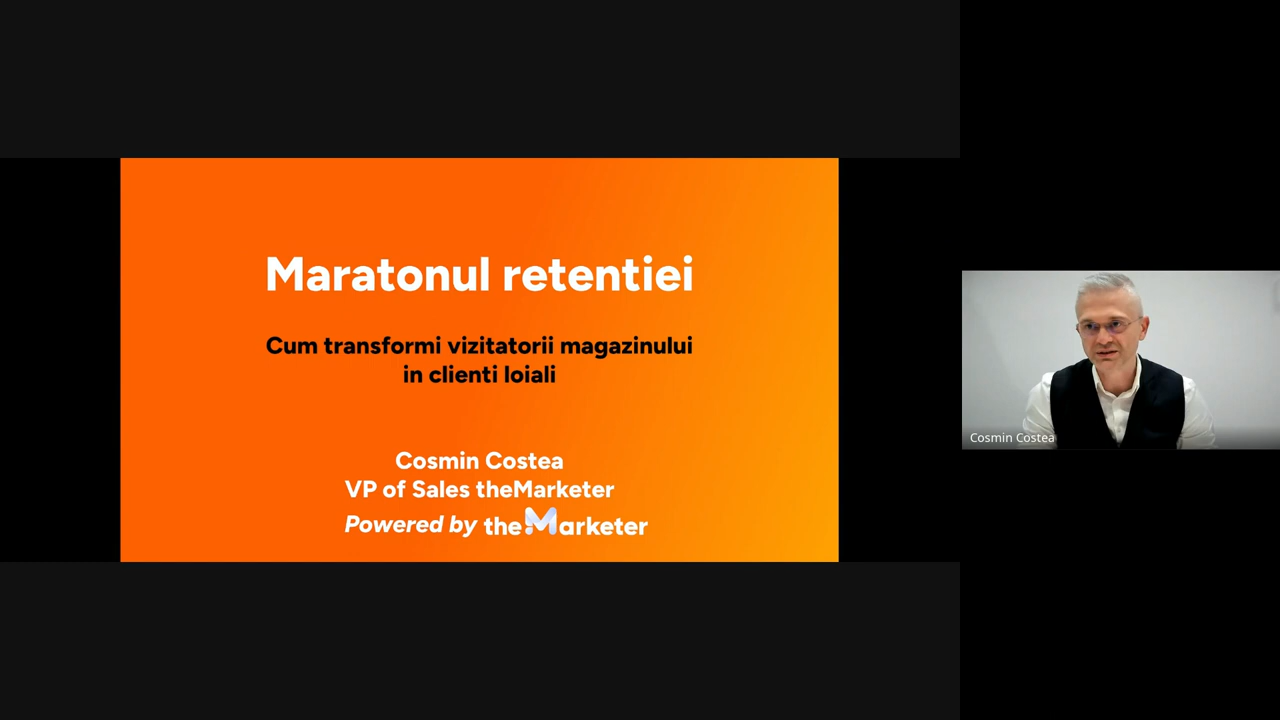 Maratonul retentiei
Cum transformi vizitatorii magazinului
in clienti loiali
Cosmin Costea
VP of Sales theMarketer
Powered by theMarketer
Cosmin Costea